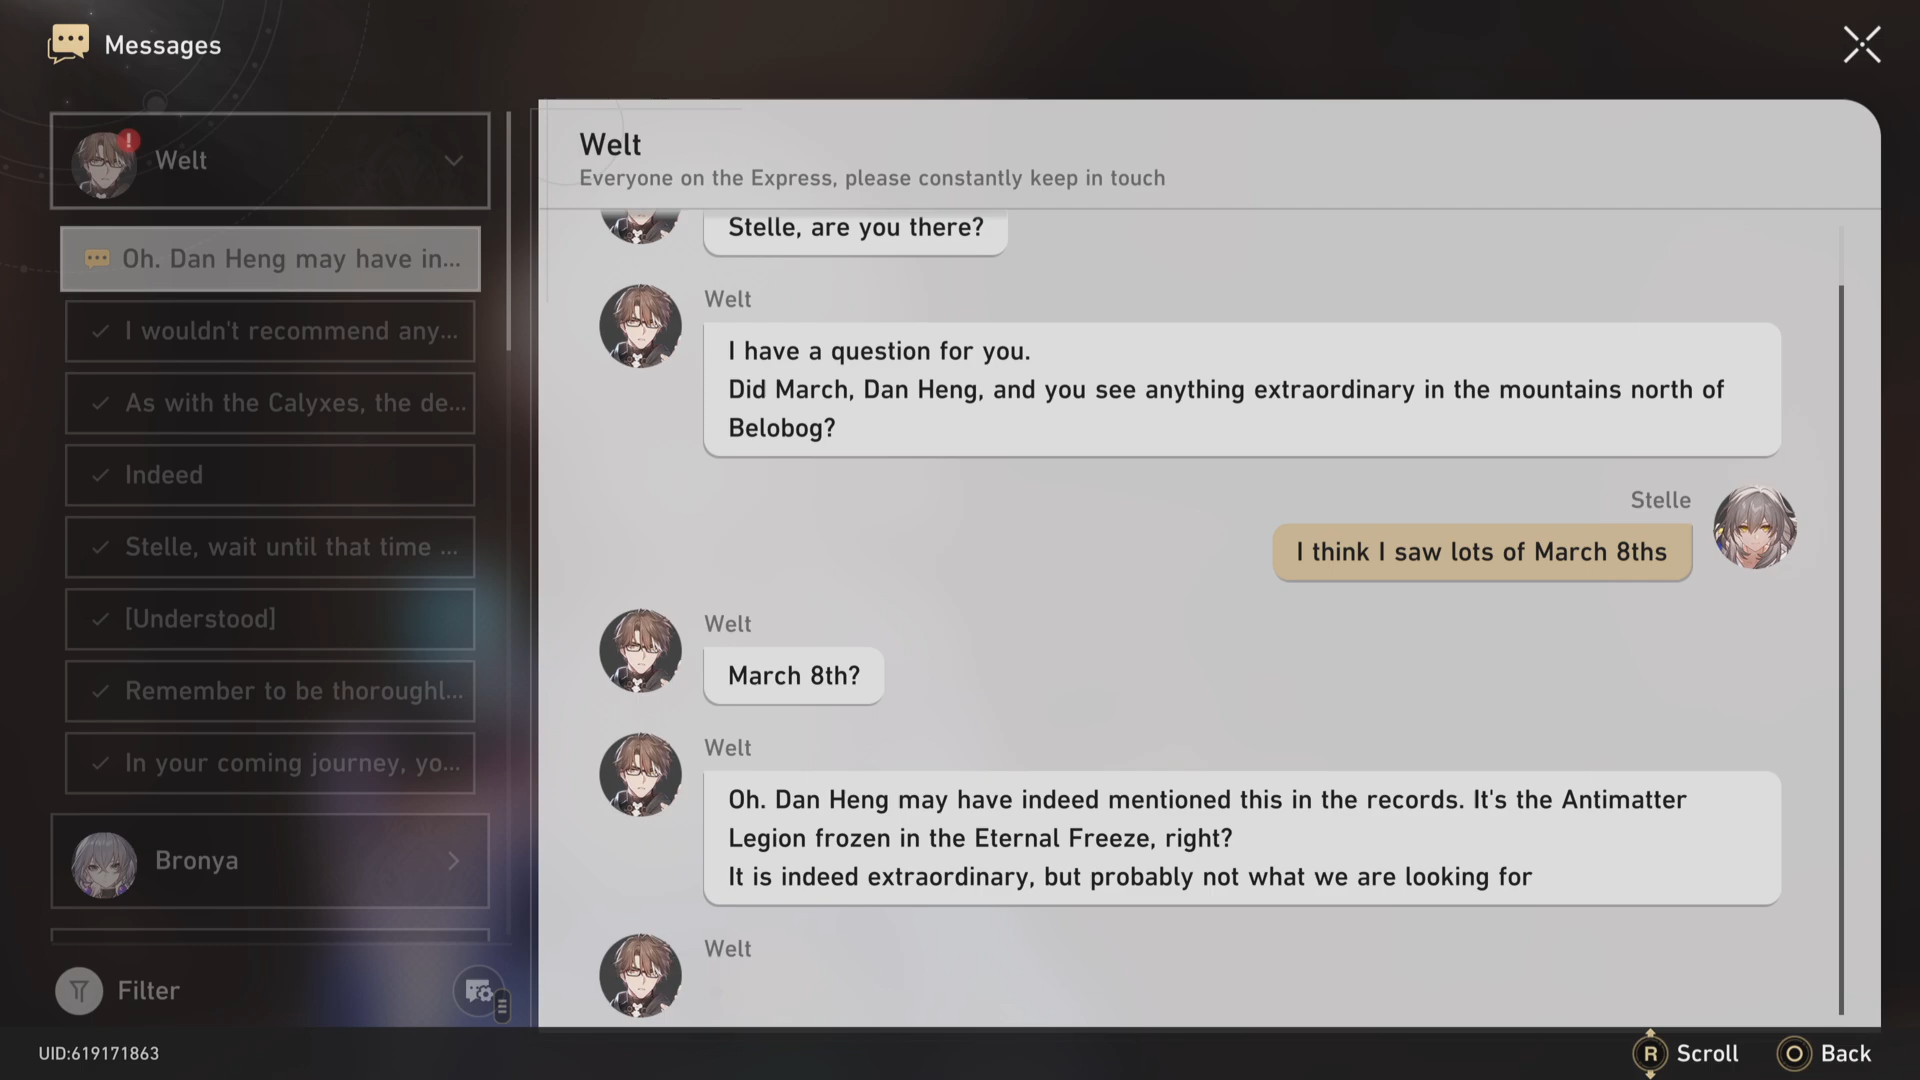 Messages
Welt
Oh. Dan Heng may have in...
I wouldn't recommend any...
As with the Calyxes, the de...
Indeed
Stelle, wait until that time ...
[Understood]
Remember to be thoroughl...
In your coming journey, yo...
Bronya
Filter
Welt
Everyone on the Express, please constantly keep in touch
Stelle, are you there?
Welt
I have a question for you.
Did March, Dan Heng, and you see anything extraordinary in the mountains north of
Belobog?
Stelle
I think I saw lots of March 8ths
Welt
March 8th?
Welt
Oh. Dan Heng may have indeed mentioned this in the records. It's the Antimatter
Legion frozen in the Eternal Freeze, right?
It is indeed extraordinary, but probably not what we are looking for
Welt
UID:619171863
R Scroll
Back